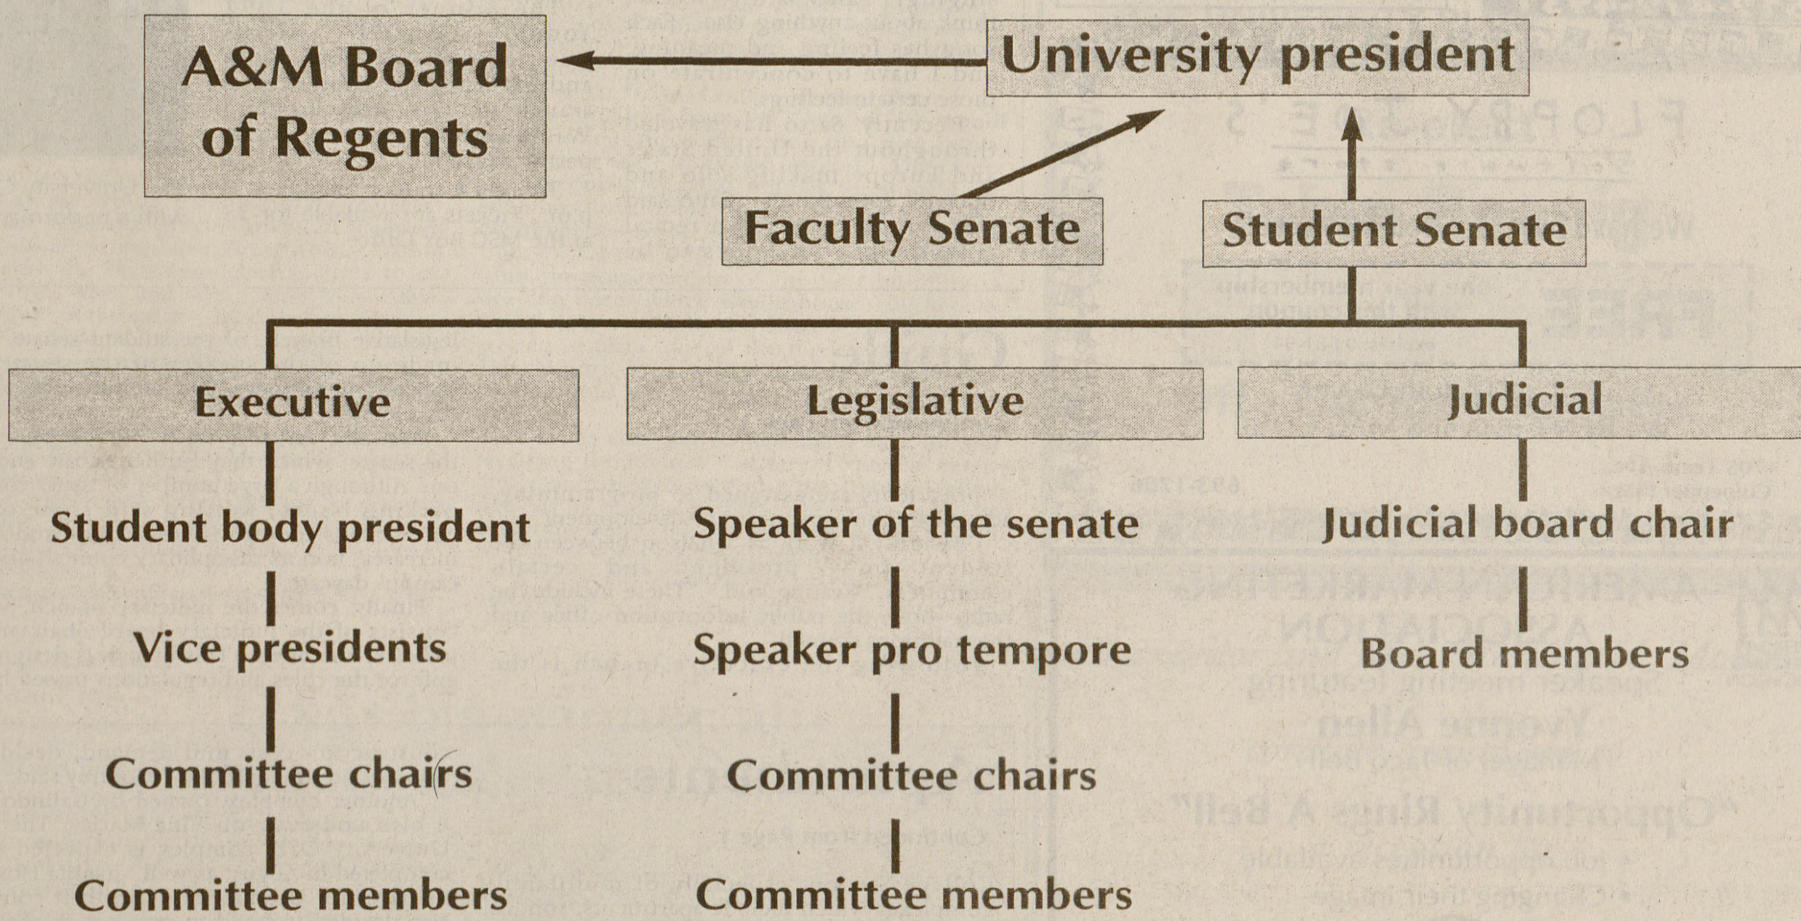 A&M Board
of Regents
University president
Faculty Senate
Student Senate
Executive
Legislative
Judicial
Student body president
Speaker of the senate
Judicial board chair
Vice presidents
Speaker pro tempore
Board members
Committee chairs
Committee chairs
Committee members
Committee members